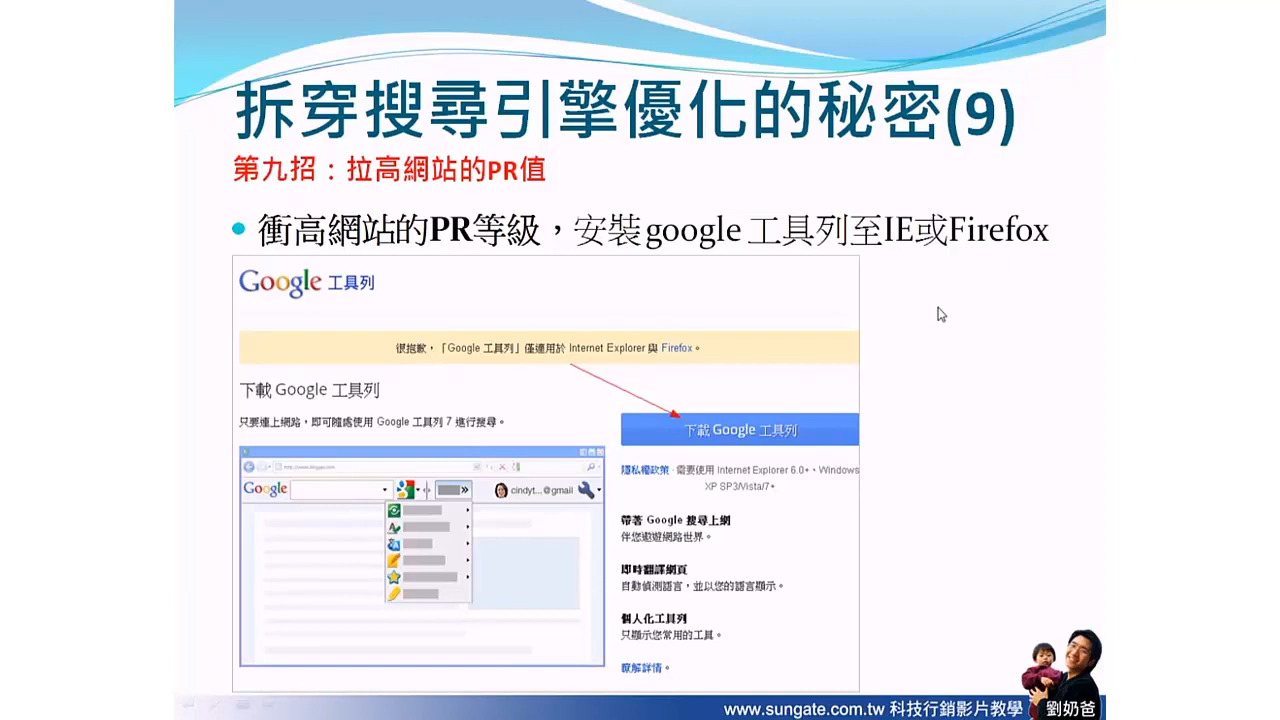 拆穿搜尋引擎優化的秘密(9)
第九招：拉高網站的PR值
衝高網站的PR等級，安裝google工具列至IE或Firefox
Google 工具列
很抱歉，「Google 工具列」僅適用於 Internet Explorer 與 Firefox。
下載 Google 工具列
只要連上網路，即可隨處使用 Google 工具列 7 進行搜尋。
下載 Google 工具列
隱私權政策 · 需要使用 Internet Explorer 6.0+、Windows
XP SP3/Vista/7+
Google
cindyt...@gmail
帶著 Google 搜尋上網
伴您遨遊網路世界。
即時翻譯網頁
自動偵測語言，並以您的語言顯示。
個人化工具列
只顯示您常用的工具。
瞭解詳情。
www.sungate.com.tw 科技行銷影片教學
劉奶爸